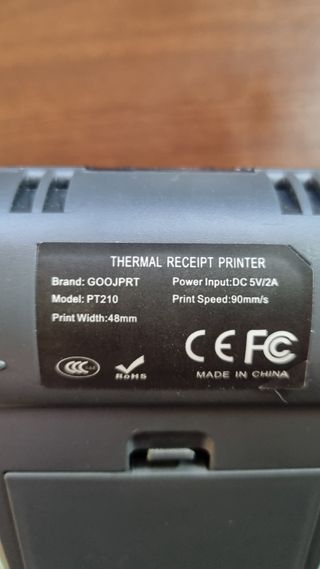 THERMAL RECEIPT PRINTER
Brand: GOOJPRT Power Input:DC 5V/2A
Model: PT210 Print Speed:90mm/s
Print Width:48mm
CCC RoHS CE FC
MADE IN CHINA